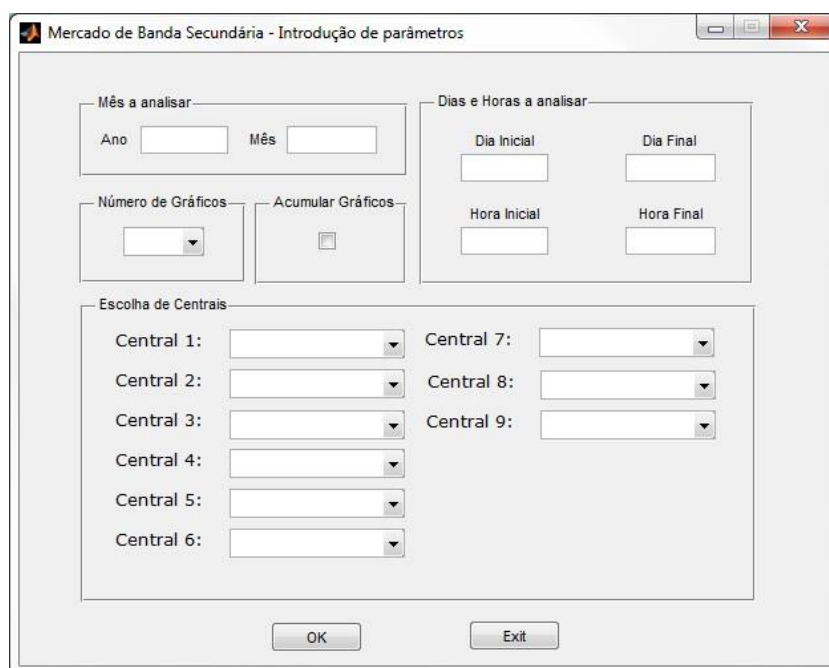 Mercado de Banda Secundária - Introdução de parâmetros
Mês a analisar
Ano
Mês
Dias e Horas a analisar
Dia Inicial
Dia Final
Hora Inicial
Hora Final
Número de Gráficos
Acumular Gráficos
Escolha de Centrais
Central 1:
Central 2:
Central 3:
Central 4:
Central 5:
Central 6:
Central 7:
Central 8:
Central 9:
OK
Exit